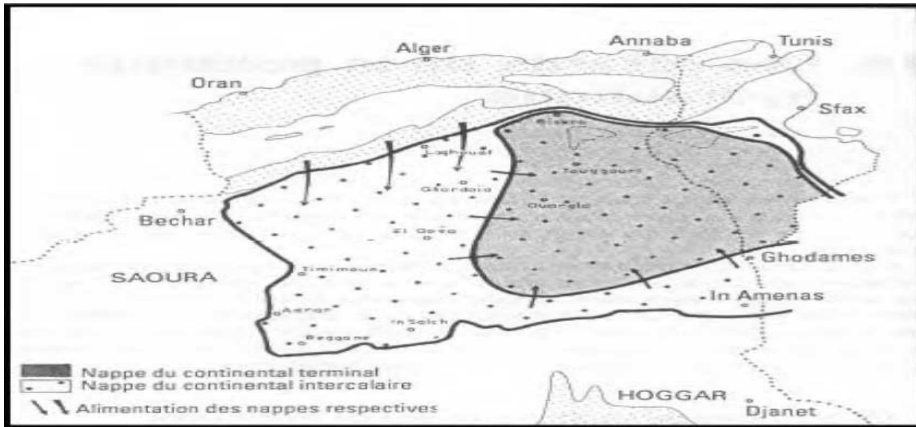 Alger
Annaba
Tunis
Oran
Sfax
Biskra
Laghouat
Touggourt
Ghardaia
Ouargla
Bechar
El Goléa
Ghodames
SAOURA
Timimoun
In Amenas
Adrar
In Salah
Reggane
Nappe du continental terminal
Nappe du continental intercalaire
Alimentation des nappes respectives
HOGGAR
Djanet